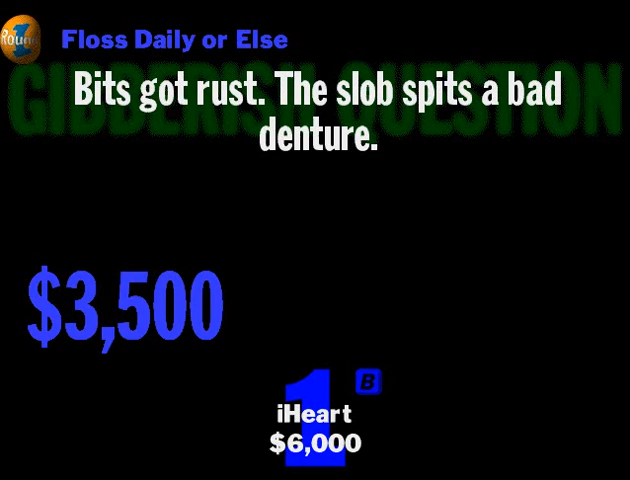 Round 1
Floss Daily or Else
GIBBERISH QUESTION
Bits got rust. The slob spits a bad
denture.
$3,500
1
B
iHeart
$6,000